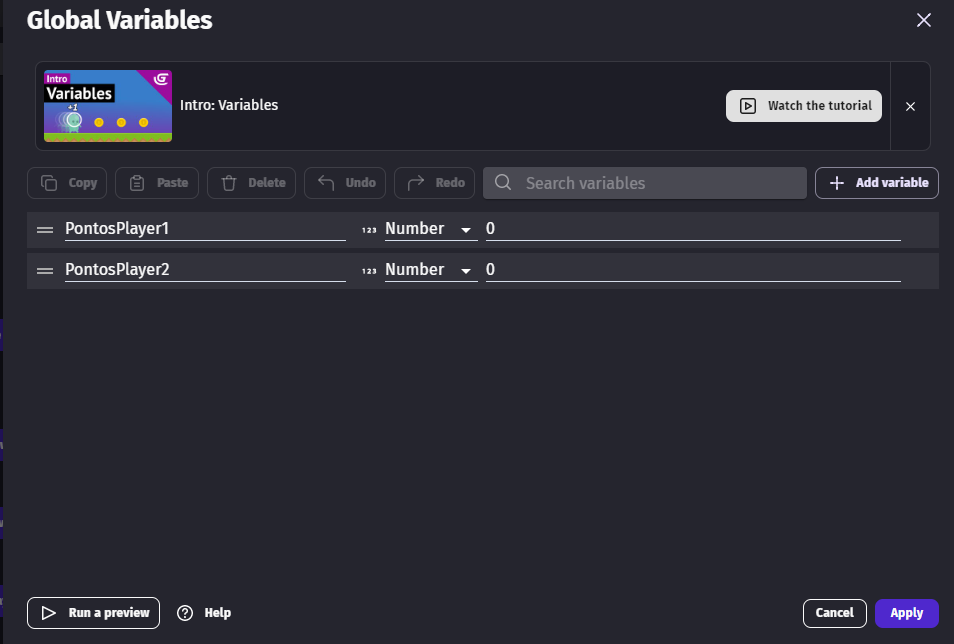 Global Variables
Intro
Variables
+1
Intro: Variables
Watch the tutorial
Copy
Paste
Delete
Undo
Redo
Search variables
Add variable
PontosPlayer1 123 Number 0
PontosPlayer2 123 Number 0
Run a preview
Help
Cancel
Apply